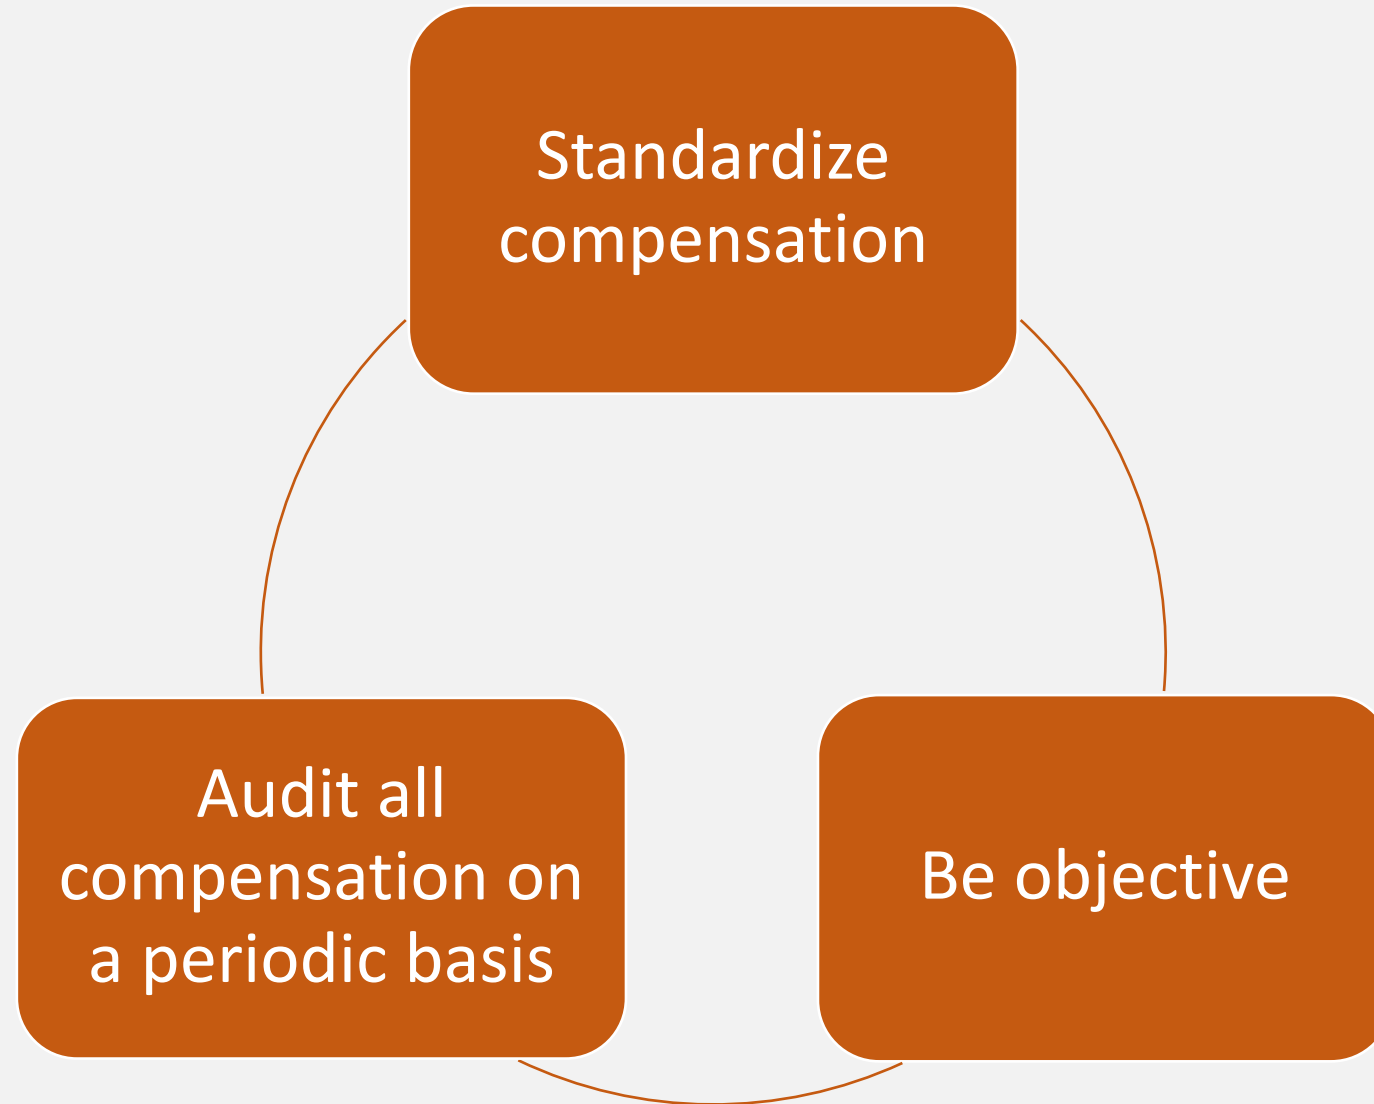 Standardize
compensation
Audit all
compensation on
a periodic basis
Be objective